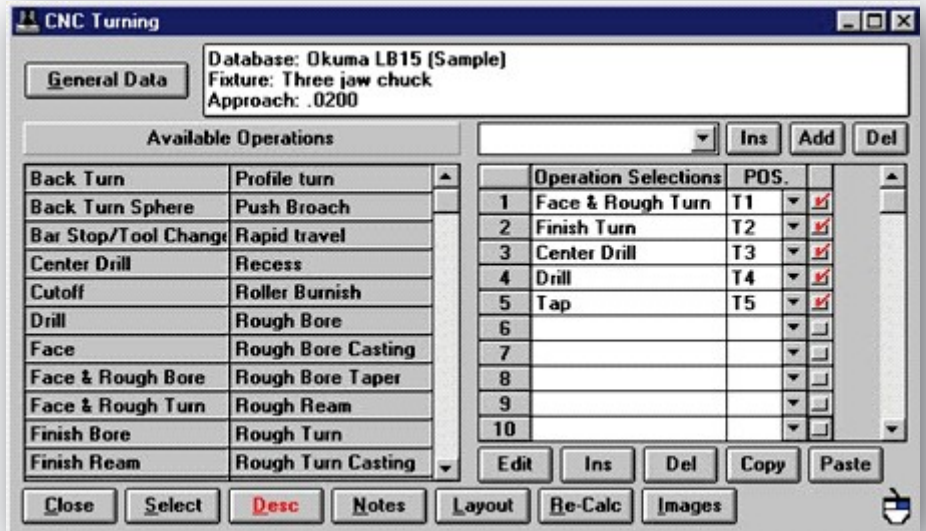 CNC Turning
General Data
Database: Okuma LB15 (Sample)
Fixture: Three jaw chuck
Approach: .0200
Available Operations
Ins Add Del
Back Turn Profile turn
Back Turn Sphere Push Broach
Bar Stop/Tool Change Rapid travel
Center Drill Recess
Cutoff Roller Burnish
Drill Rough Bore
Face Rough Bore Casting
Face & Rough Bore Rough Bore Taper
Face & Rough Turn Rough Ream
Finish Bore Rough Turn
Finish Ream Rough Turn Casting
Operation Selections POS.
1 Face & Rough Turn T1
2 Finish Turn T2
3 Center Drill T3
4 Drill T4
5 Tap T5
6
7
8
9
10
Edit Ins Del Copy Paste
Close Select Desc Notes Layout Re-Calc Images